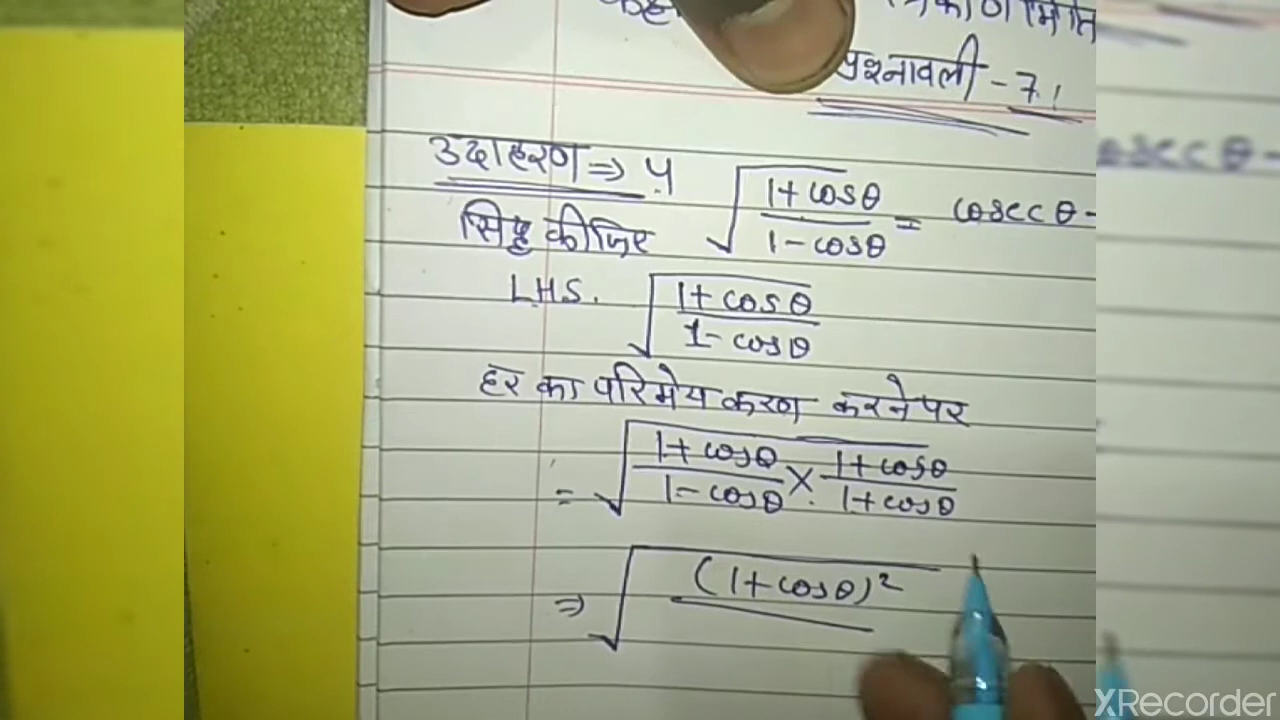 प्रश्नावली - 7.1
उदाहरण ⇒ 4 √(1+cosθ / 1-cosθ) = cosecθ -
सिद्ध कीजिए
L.H.S. √(1+cosθ / 1-cosθ)
हर का परिमेय करण करने पर
= √(1+cosθ / 1-cosθ × 1+cosθ / 1+cosθ)
⇒ √((1+cosθ)²
XRecorder